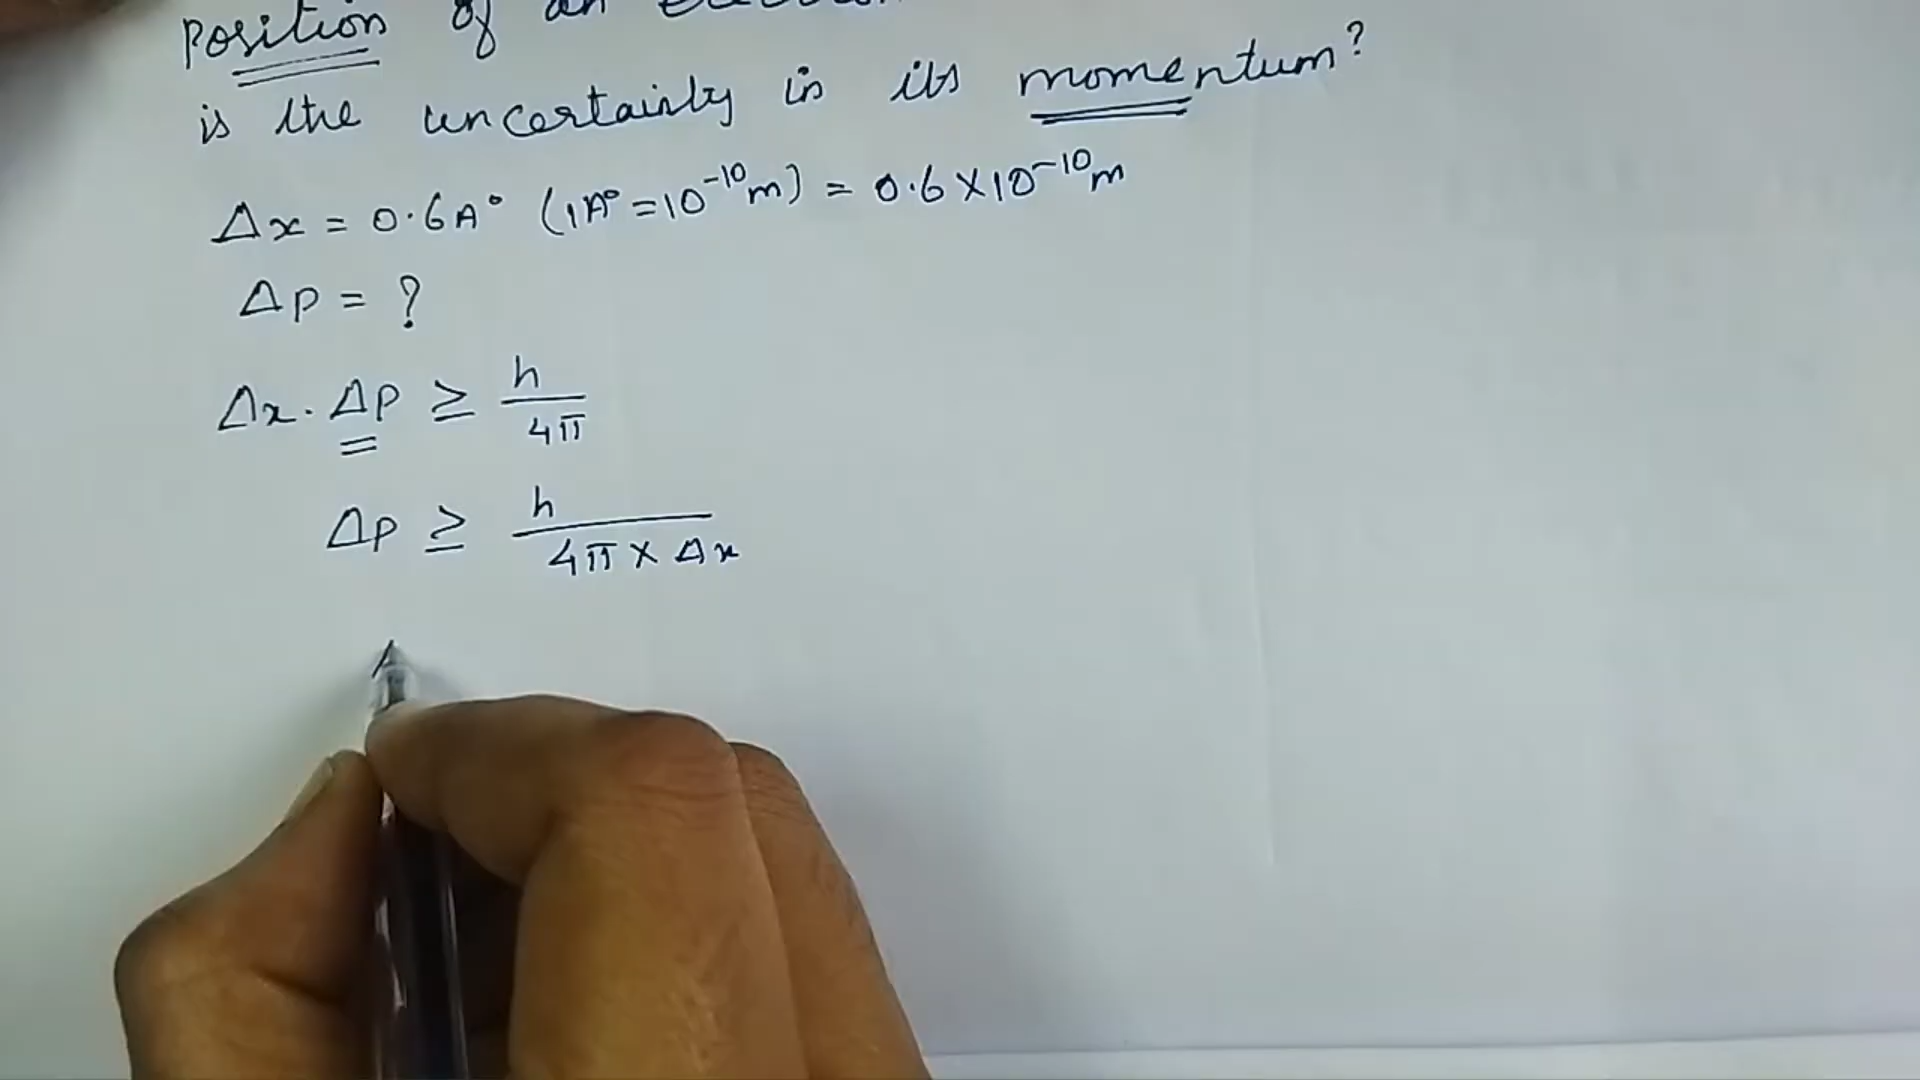 Position of an
is the uncertainty in its momentum?
Δx = 0.6A° (1A° = 10⁻¹⁰m) = 0.6 X 10⁻¹⁰m
Δp = ?
Δx . Δp ≥ h / 4π
Δp ≥ h / 4π X Δx